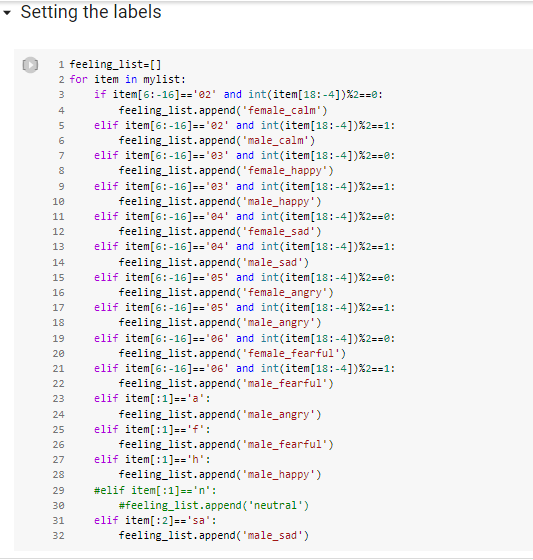 Setting the labels
1 feeling_list=[]
2 for item in mylist:
3     if item[6:-16]=='02' and int(item[18:-4])%2==0:
4         feeling_list.append('female_calm')
5     elif item[6:-16]=='02' and int(item[18:-4])%2==1:
6         feeling_list.append('male_calm')
7     elif item[6:-16]=='03' and int(item[18:-4])%2==0:
8         feeling_list.append('female_happy')
9     elif item[6:-16]=='03' and int(item[18:-4])%2==1:
10         feeling_list.append('male_happy')
11     elif item[6:-16]=='04' and int(item[18:-4])%2==0:
12         feeling_list.append('female_sad')
13     elif item[6:-16]=='04' and int(item[18:-4])%2==1:
14         feeling_list.append('male_sad')
15     elif item[6:-16]=='05' and int(item[18:-4])%2==0:
16         feeling_list.append('female_angry')
17     elif item[6:-16]=='05' and int(item[18:-4])%2==1:
18         feeling_list.append('male_angry')
19     elif item[6:-16]=='06' and int(item[18:-4])%2==0:
20         feeling_list.append('female_fearful')
21     elif item[6:-16]=='06' and int(item[18:-4])%2==1:
22         feeling_list.append('male_fearful')
23     elif item[:1]=='a':
24         feeling_list.append('male_angry')
25     elif item[:1]=='f':
26         feeling_list.append('male_fearful')
27     elif item[:1]=='h':
28         feeling_list.append('male_happy')
29     #elif item[:1]=='n':
30         #feeling_list.append('neutral')
31     elif item[:2]=='sa':
32         feeling_list.append('male_sad')